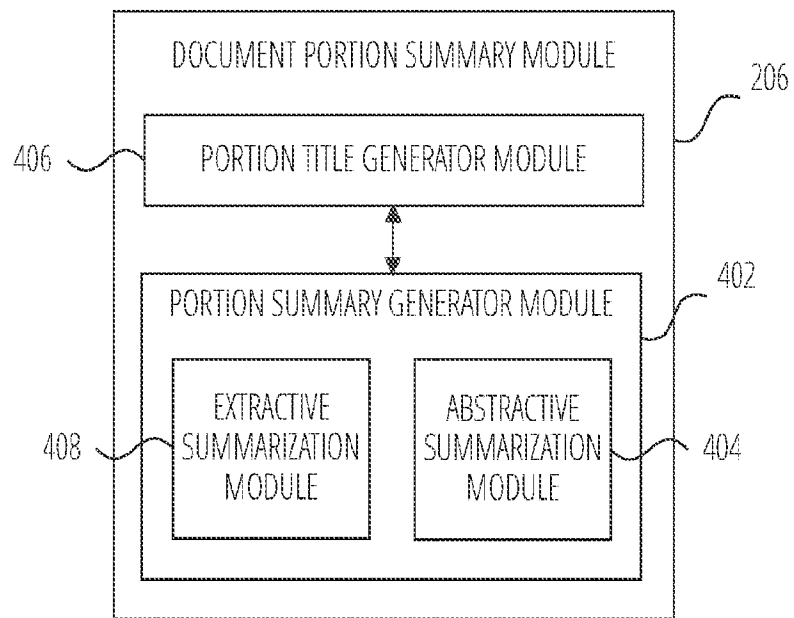 DOCUMENT PORTION SUMMARY MODULE
206
406
PORTION TITLE GENERATOR MODULE
402
PORTION SUMMARY GENERATOR MODULE
408
EXTRACTIVE
SUMMARIZATION
MODULE
ABSTRACTIVE
SUMMARIZATION
MODULE
404